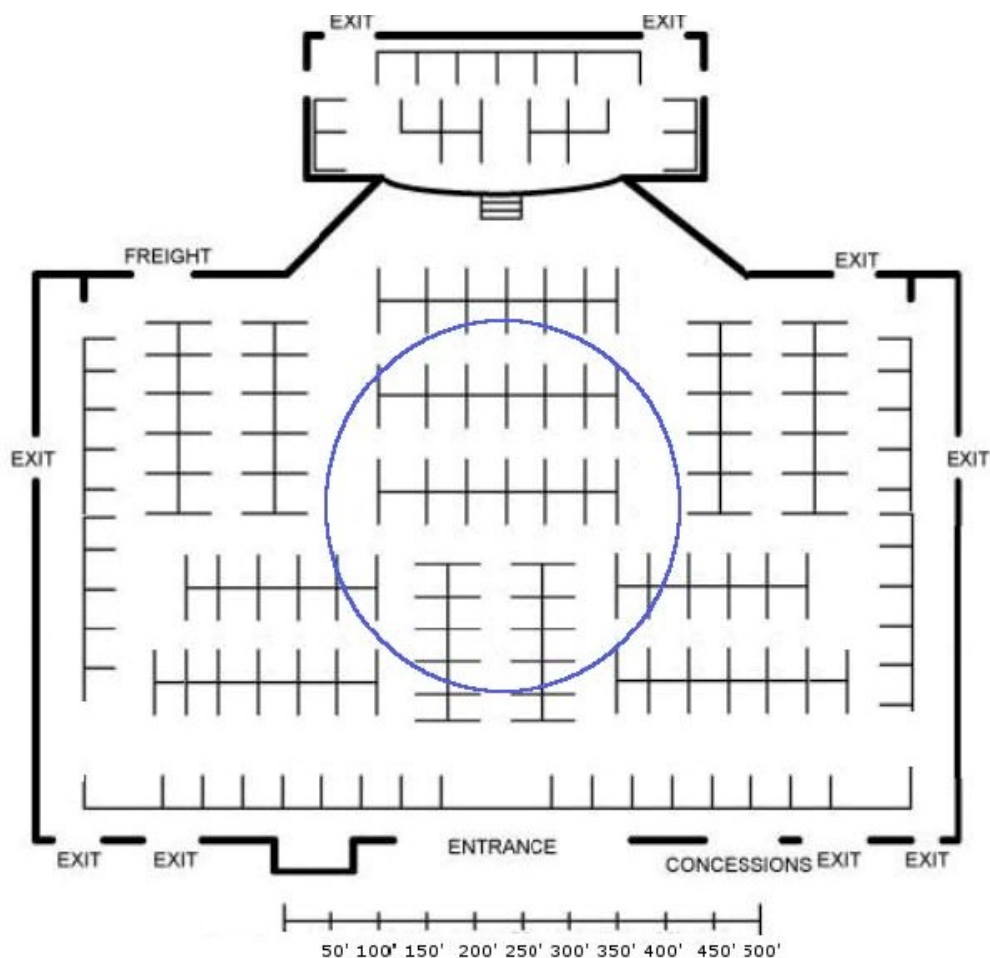 EXIT EXIT
FREIGHT EXIT
EXIT EXIT
ENTRANCE
EXIT EXIT CONCESSIONS EXIT EXIT
50' 100' 150' 200' 250' 300' 350' 400' 450' 500'